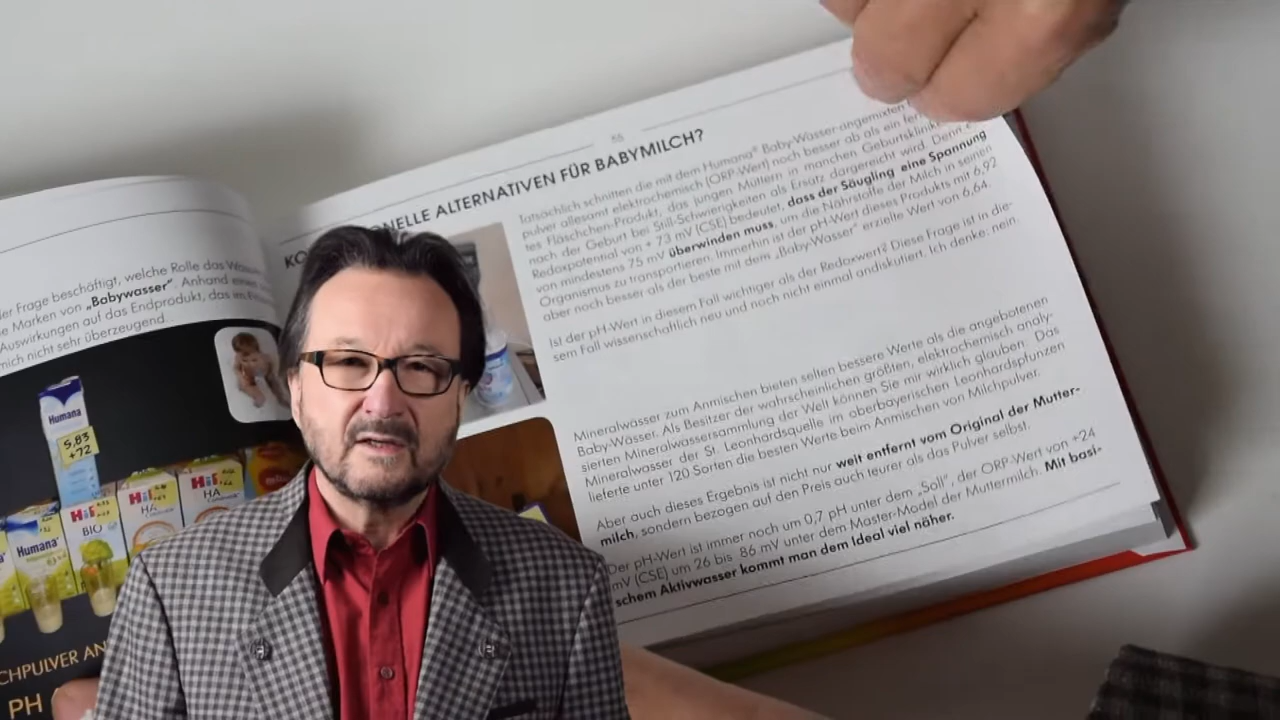 der Frage beschäftigt, welche Rolle das
Marken von „Babywasser“. Anhand
Auswirkungen auf das Endprodukt, das
mich nicht sehr überzeugend.
Humana
5,83
+72
Humana
HiPP
BIO
HiPP
HA
HiPP
HA
CHPULVER AN
PH
55
ELLE ALTERNATIVEN FÜR BABYMILCH?
Tatsächlich schnitten die mit dem Humana® Baby-Wasser-angemixten
pulver allesamt elektrochemisch (ORP-Wert) noch besser ab als ein
tes Fläschchen-Produkt, das jungen Müttern in manchen Geburtskliniken
nach der Geburt bei Still-Schwierigkeiten als Ersatz dargereicht wird. Denn
Redoxpotential von + 73 mV (CSE) bedeutet, dass der Säugling eine Spannung
von mindestens 75 mV überwinden muss, um die Nährstoffe der Milch in seinen
Organismus zu transportieren. Immerhin ist der pH-Wert dieses Produkts mit 6,92
aber noch besser als der beste mit dem „Baby-Wasser“ erzielte Wert von 6,64.
Ist der pH-Wert in diesem Fall wichtiger als der Redoxwert? Diese Frage ist in die-
sem Fall wissenschaftlich neu und noch nicht einmal andiskutiert. Ich denke: nein.
Mineralwässer zum Anmischen bieten selten bessere Werte als die angebotenen
Baby-Wässer. Als Besitzer der wahrscheinlichen größten, elektrochemisch analy-
sierten Mineralwassersammlung der Welt können Sie mir wirklich glauben. Das
Mineralwasser der St. Leonhardsquelle im oberbayerischen Leonhardspfunzen
lieferte unter 120 Sorten die besten Werte beim Anmischen von Milchpulver.
Aber auch dieses Ergebnis ist nicht nur weit entfernt vom Original der Mutter-
milch, sondern bezogen auf den Preis auch teurer als das Pulver selbst.
Der pH-Wert ist immer noch um 0,7 pH unter dem „Soll“, der ORP-Wert von +24
mV (CSE) um 26 bis 86 mV unter dem Master-Model der Muttermilch. Mit basi-
schem Aktivwasser kommt man dem Ideal viel näher.